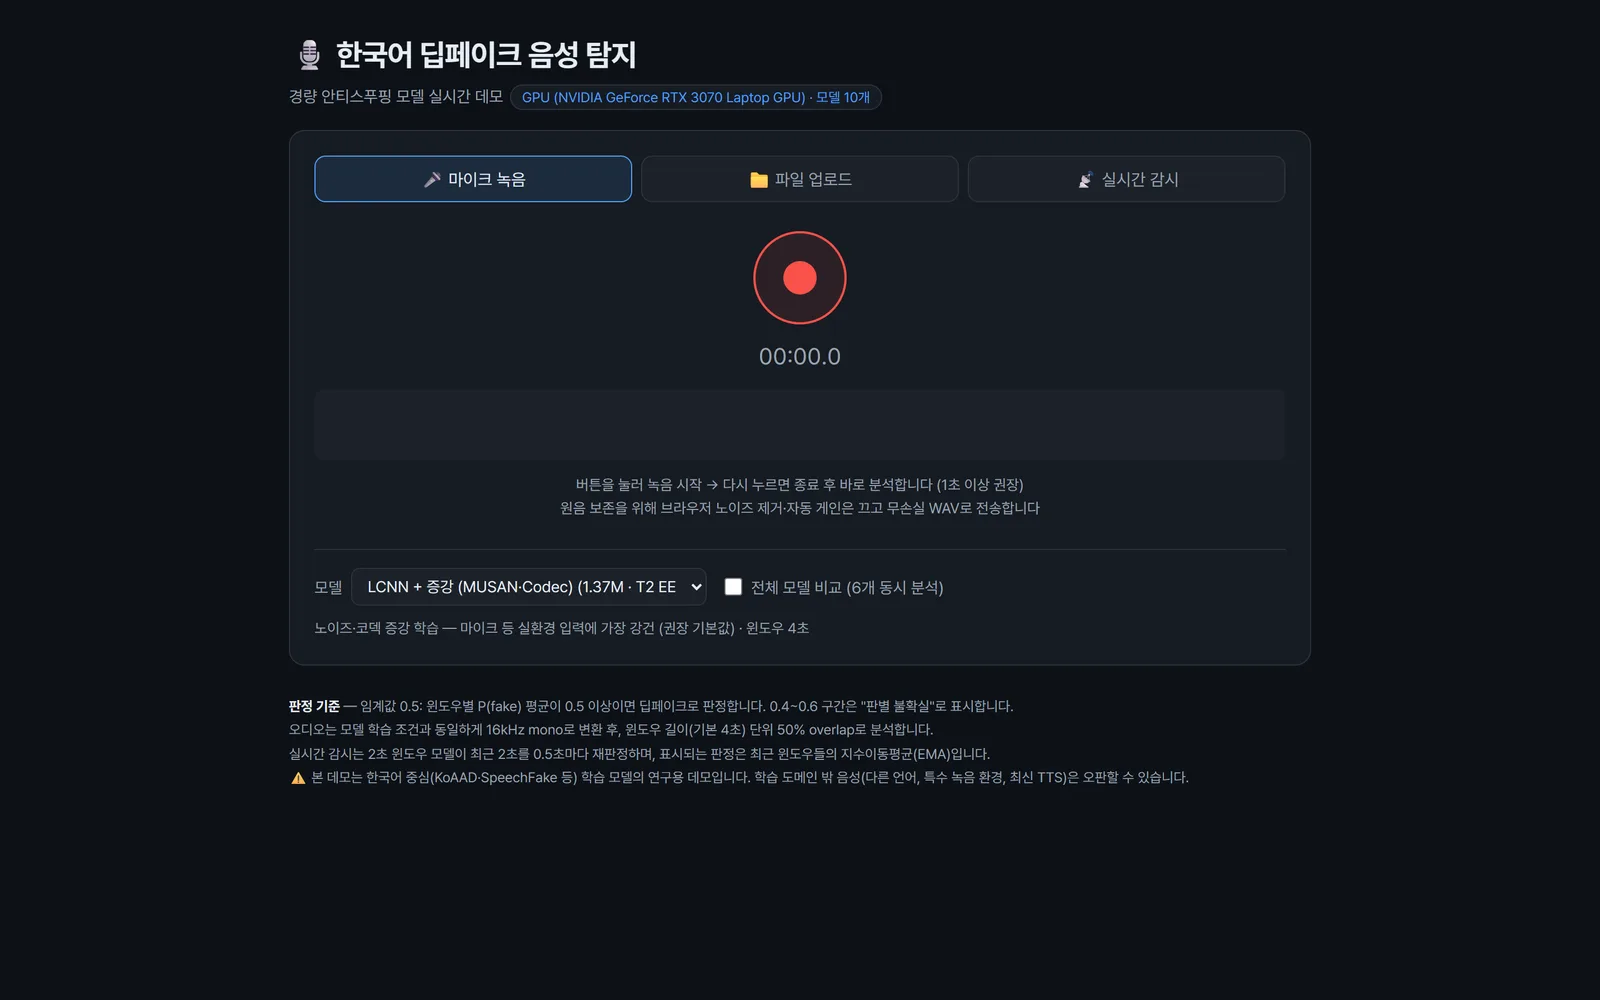 한국어 딥페이크 음성 탐지
경량 안티스푸핑 모델 실시간 데모 GPU (NVIDIA GeForce RTX 3070 Laptop GPU) · 모델 10개
마이크 녹음
파일 업로드
실시간 감시
00:00.0
버튼을 눌러 녹음 시작 → 다시 누르면 종료 후 바로 분석합니다 (1초 이상 권장)
원음 보존을 위해 브라우저 노이즈 제거·자동 게인은 끄고 무손실 WAV로 전송합니다
모델 LCNN + 증강 (MUSAN·Codec) (1.37M · T2 EE 전체 모델 비교 (6개 동시 분석)
노이즈·코덱 증강 학습 — 마이크 등 실환경 입력에 가장 강건 (권장 기본값) · 윈도우 4초
판정 기준 — 임계값 0.5: 윈도우별 P(fake) 평균이 0.5 이상이면 딥페이크로 판정합니다. 0.4~0.6 구간은 "판별 불확실"로 표시합니다.
오디오는 모델 학습 조건과 동일하게 16kHz mono로 변환 후, 윈도우 길이(기본 4초) 단위 50% overlap로 분석합니다.
실시간 감시는 2초 윈도우 모델이 최근 2초를 0.5초마다 재판정하며, 표시되는 판정은 최근 윈도우들의 지수이동평균(EMA)입니다.
⚠️ 본 데모는 한국어 중심(KoAAD·SpeechFake 등) 학습 모델의 연구용 데모입니다. 학습 도메인 밖 음성(다른 언어, 특수 녹음 환경, 최신 TTS)은 오판할 수 있습니다.